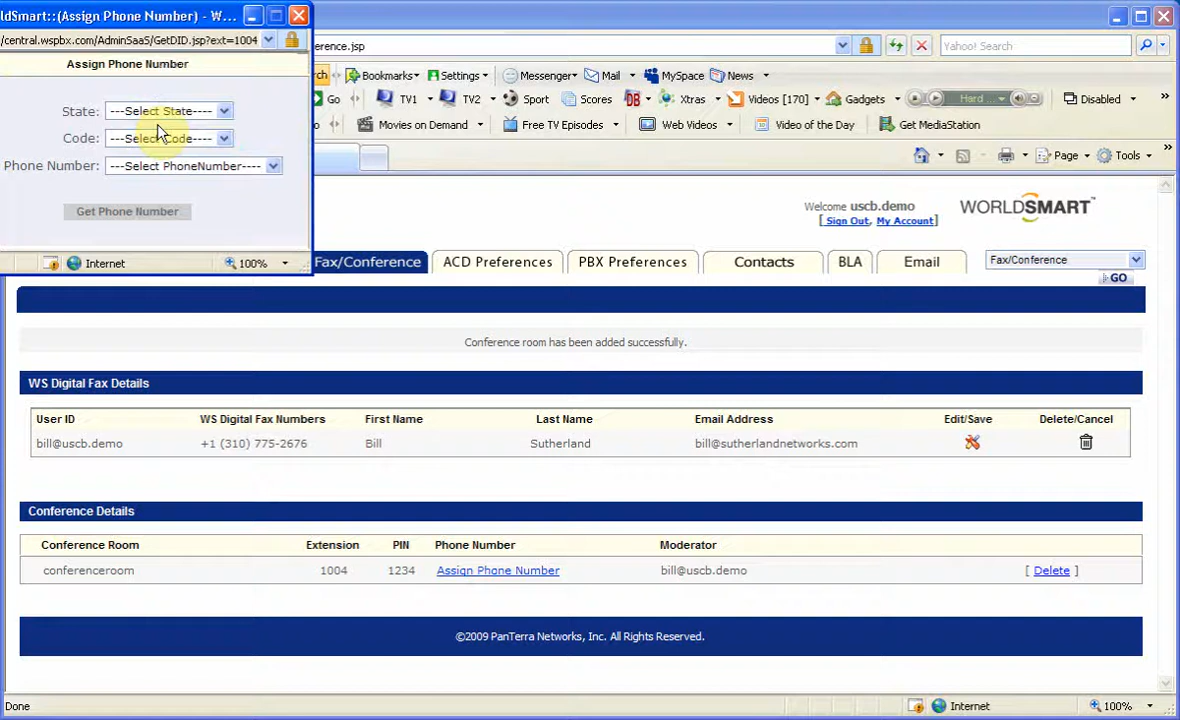 ldSmart::(Assign Phone Number) - W...
/central.wspbx.com/AdminSaaS/GetDID.jsp?ext=1004
Assign Phone Number
State: ---Select State----
Code: ---Select Code----
Phone Number: ---Select PhoneNumber----
Get Phone Number
Internet 100%
erence.jsp
Yahoo! Search
rch Bookmarks Settings Messenger Mail MySpace News
Go TV1 TV2 Sport Scores DB Xtras Videos [170] Gadgets Hard ... Disabled »
Movies on Demand Free TV Episodes Web Videos Video of the Day Get MediaStation
Page Tools »
Welcome uscb.demo
[ Sign Out, My Account]
WORLDSMART
Fax/Conference ACD Preferences PBX Preferences Contacts BLA Email Fax/Conference
GO
Conference room has been added successfully.
WS Digital Fax Details
User ID WS Digital Fax Numbers First Name Last Name Email Address Edit/Save Delete/Cancel
bill@uscb.demo +1 (310) 775-2676 Bill Sutherland bill@sutherlandnetworks.com
Conference Details
Conference Room Extension PIN Phone Number Moderator
conferenceroom 1004 1234 Assign Phone Number bill@uscb.demo [ Delete ]
©2009 PanTerra Networks, Inc. All Rights Reserved.
Done Internet 100%